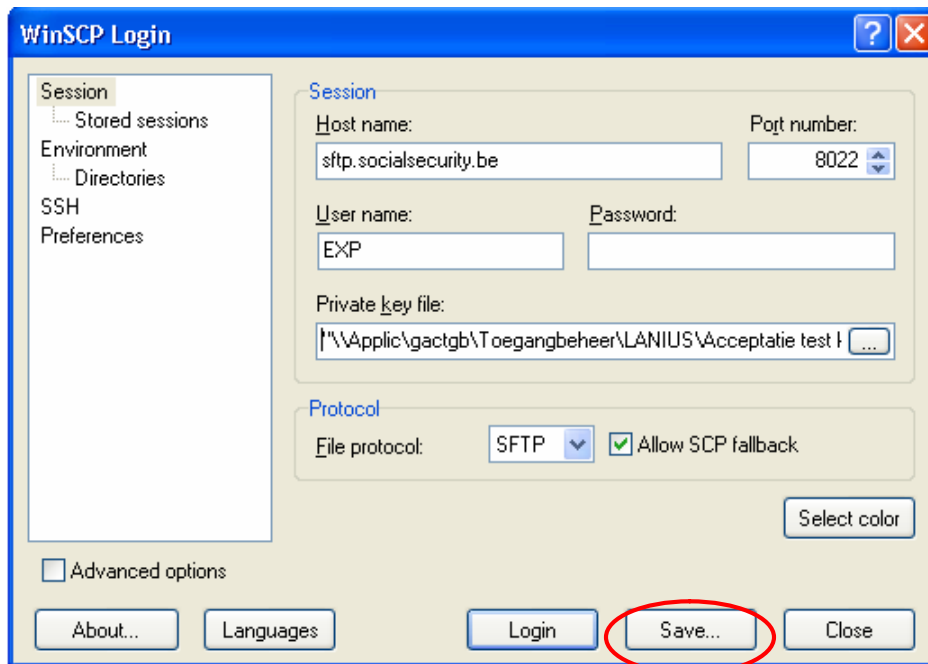 WinSCP Login
Session
Stored sessions
Environment
Directories
SSH
Preferences
Session
Host name:
Port number:
sftp.socialsecurity.be
8022
User name:
Password:
EXP
Private key file:
"\\Applic\gactgb\Toegangbeheer\LANIUS\Acceptatie test
...
Protocol
File protocol:
SFTP
Allow SCP fallback
Select color
Advanced options
About...
Languages
Login
Save...
Close